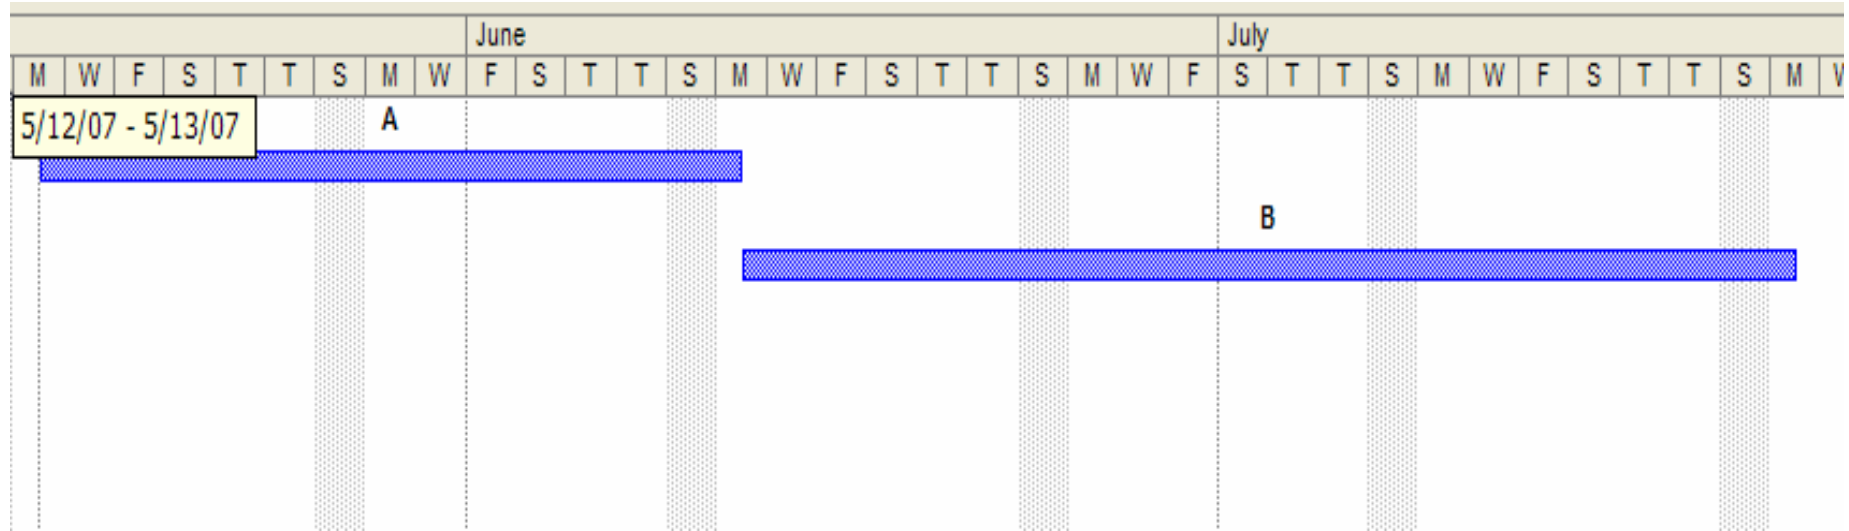 June July
M W F S T T S M W F S T T S M W F S T T S M W F S T T S M W F S T T S M
5/12/07 - 5/13/07
A
B